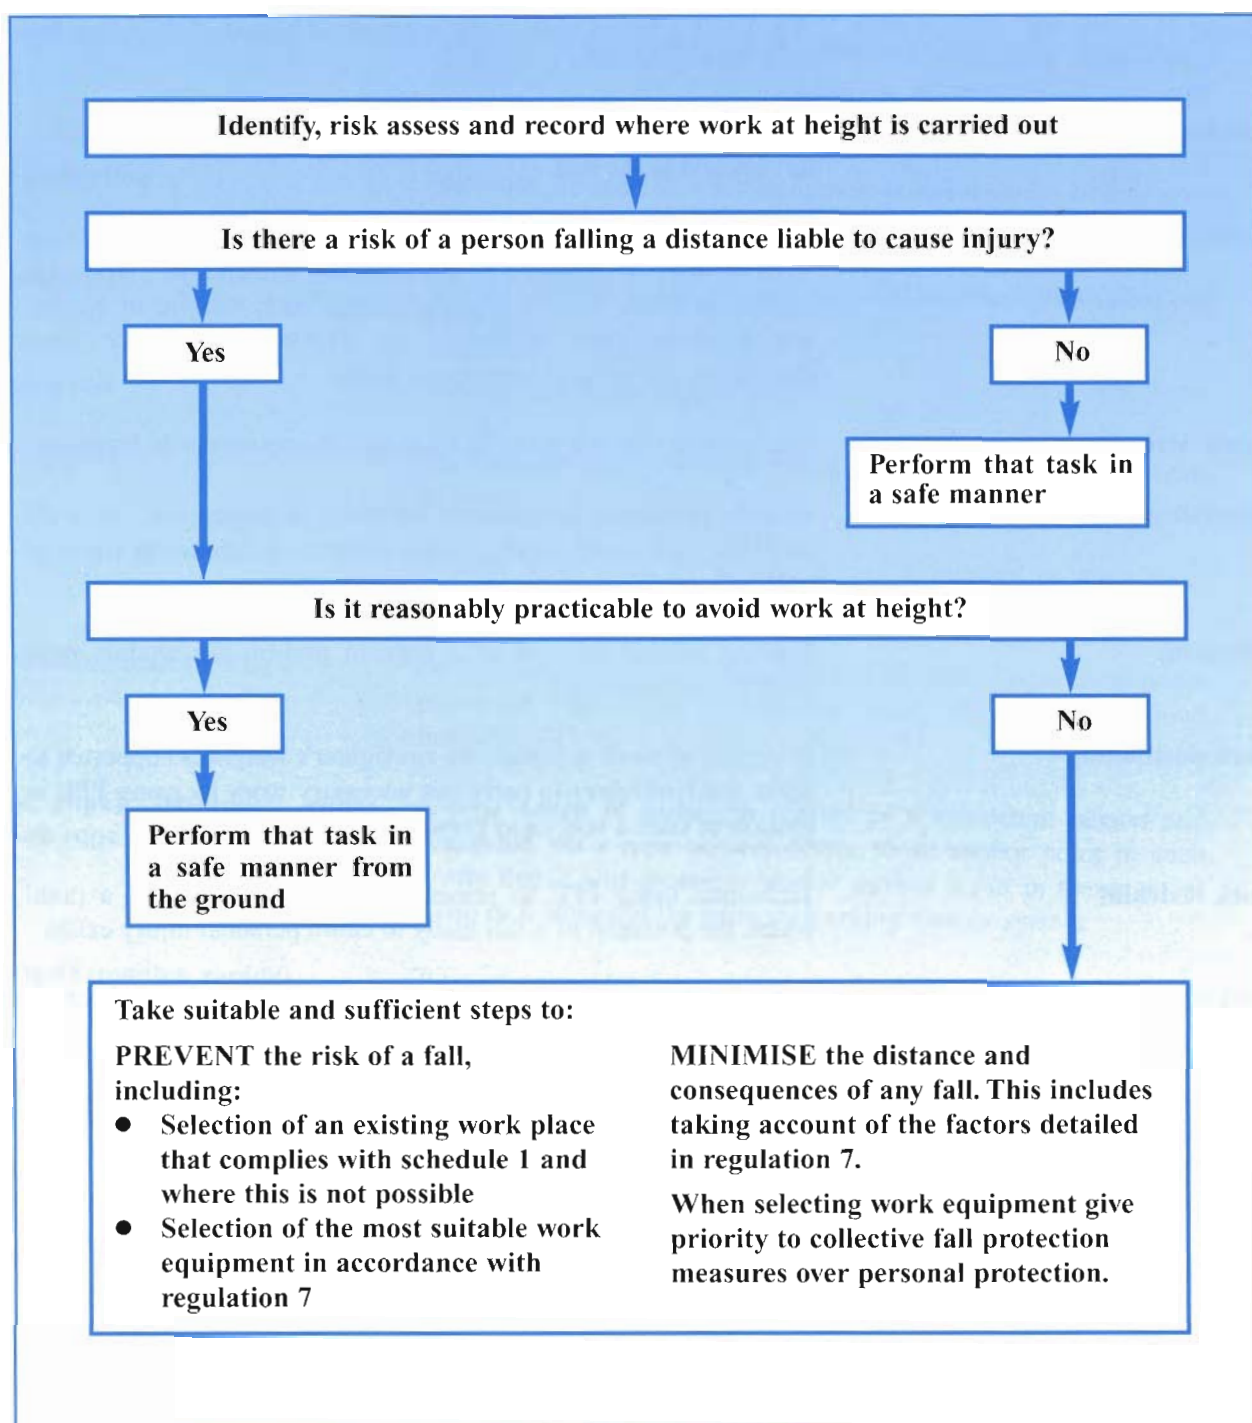 Identify, risk assess and record where work at height is carried out
Is there a risk of a person falling a distance liable to cause injury?
Yes
No
Perform that task in
a safe manner
Is it reasonably practicable to avoid work at height?
Yes
No
Perform that task in
a safe manner from
the ground
Take suitable and sufficient steps to:
PREVENT the risk of a fall,
including:
● Selection of an existing work place
that complies with schedule 1 and
where this is not possible
● Selection of the most suitable work
equipment in accordance with
regulation 7
MINIMISE the distance and
consequences of any fall. This includes
taking account of the factors detailed
in regulation 7.
When selecting work equipment give
priority to collective fall protection
measures over personal protection.